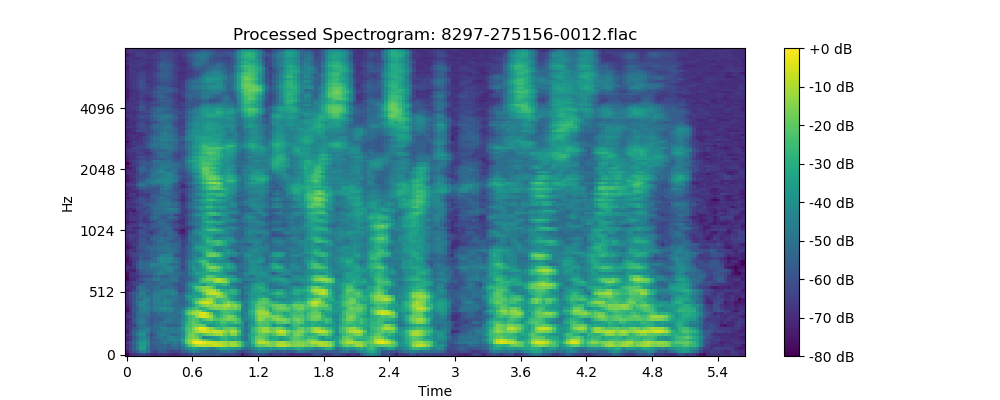 Processed Spectrogram: 8297-275156-0012.flac
Hz
4096
2048
1024
512
0
0 0.6 1.2 1.8 2.4 3 3.6 4.2 4.8 5.4
Time
+0 dB
-10 dB
-20 dB
-30 dB
-40 dB
-50 dB
-60 dB
-70 dB
-80 dB